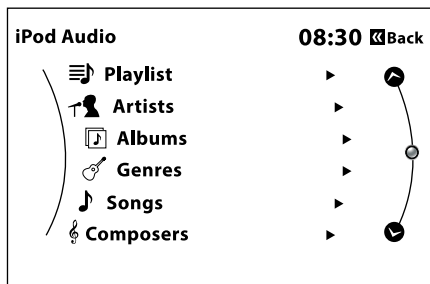 iPod Audio 08:30 Back
Playlist
Artists
Albums
Genres
Songs
Composers